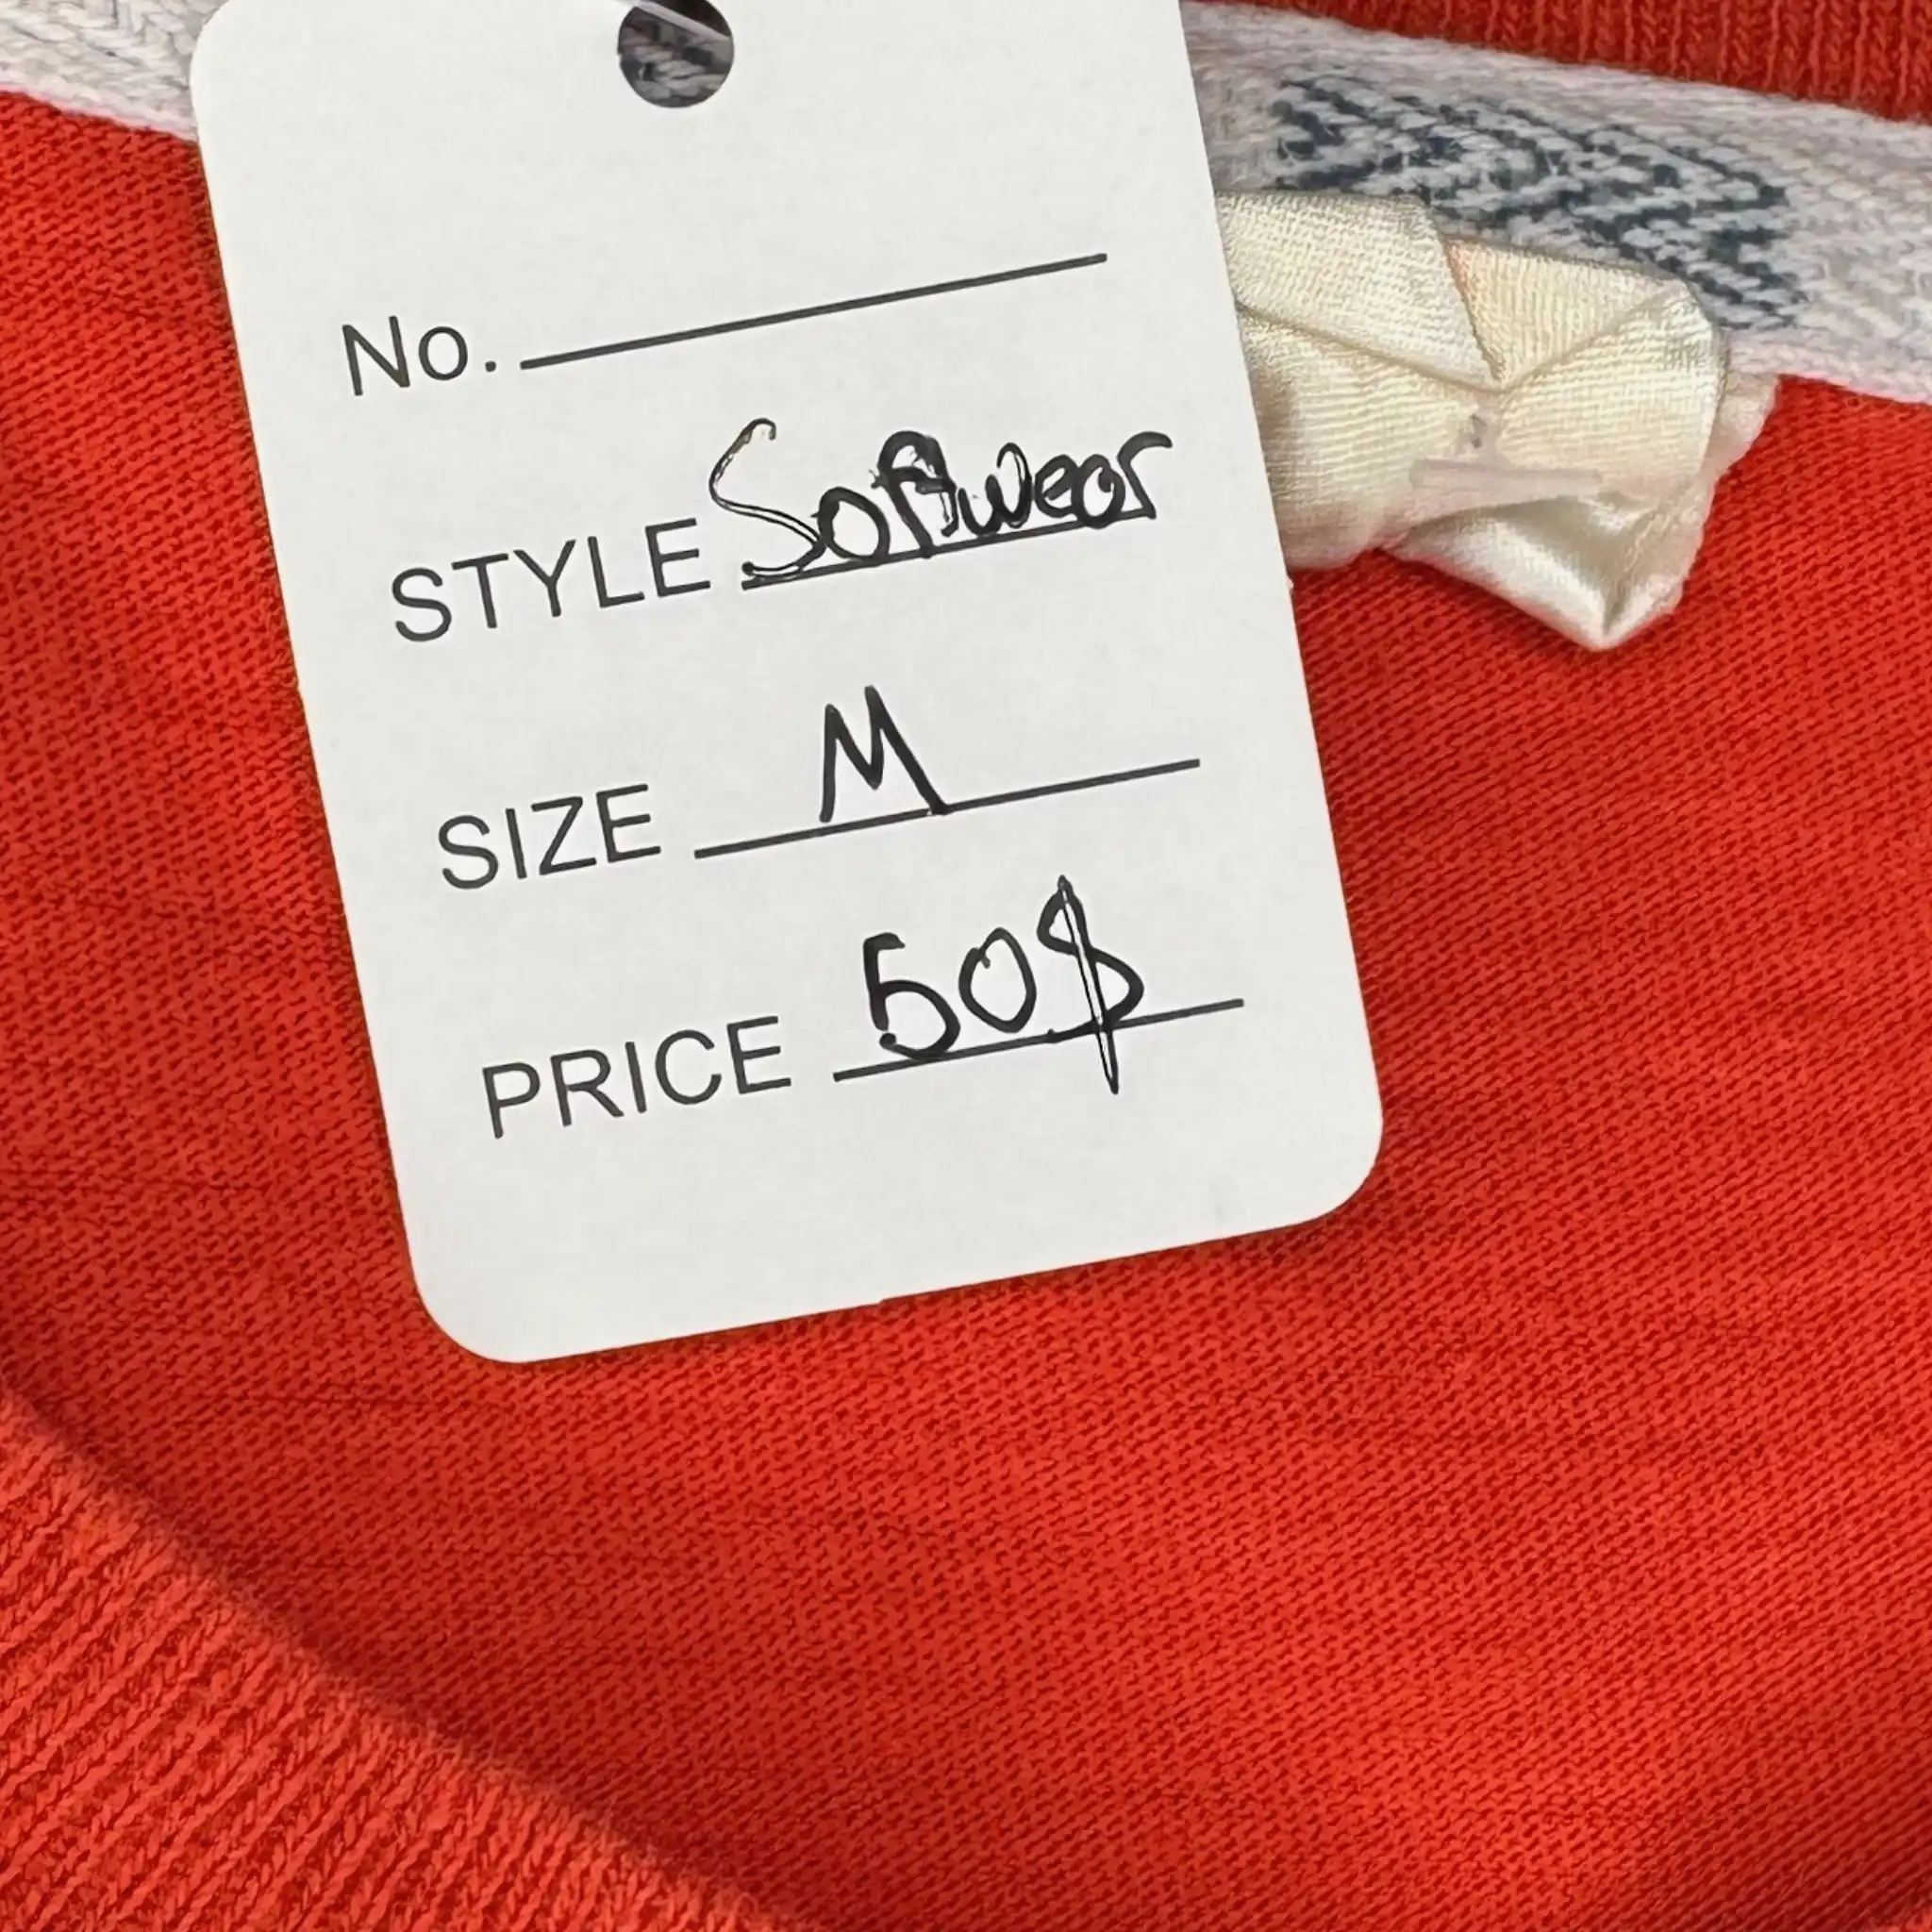 No.
STYLE Softwear
SIZE M
PRICE 50$